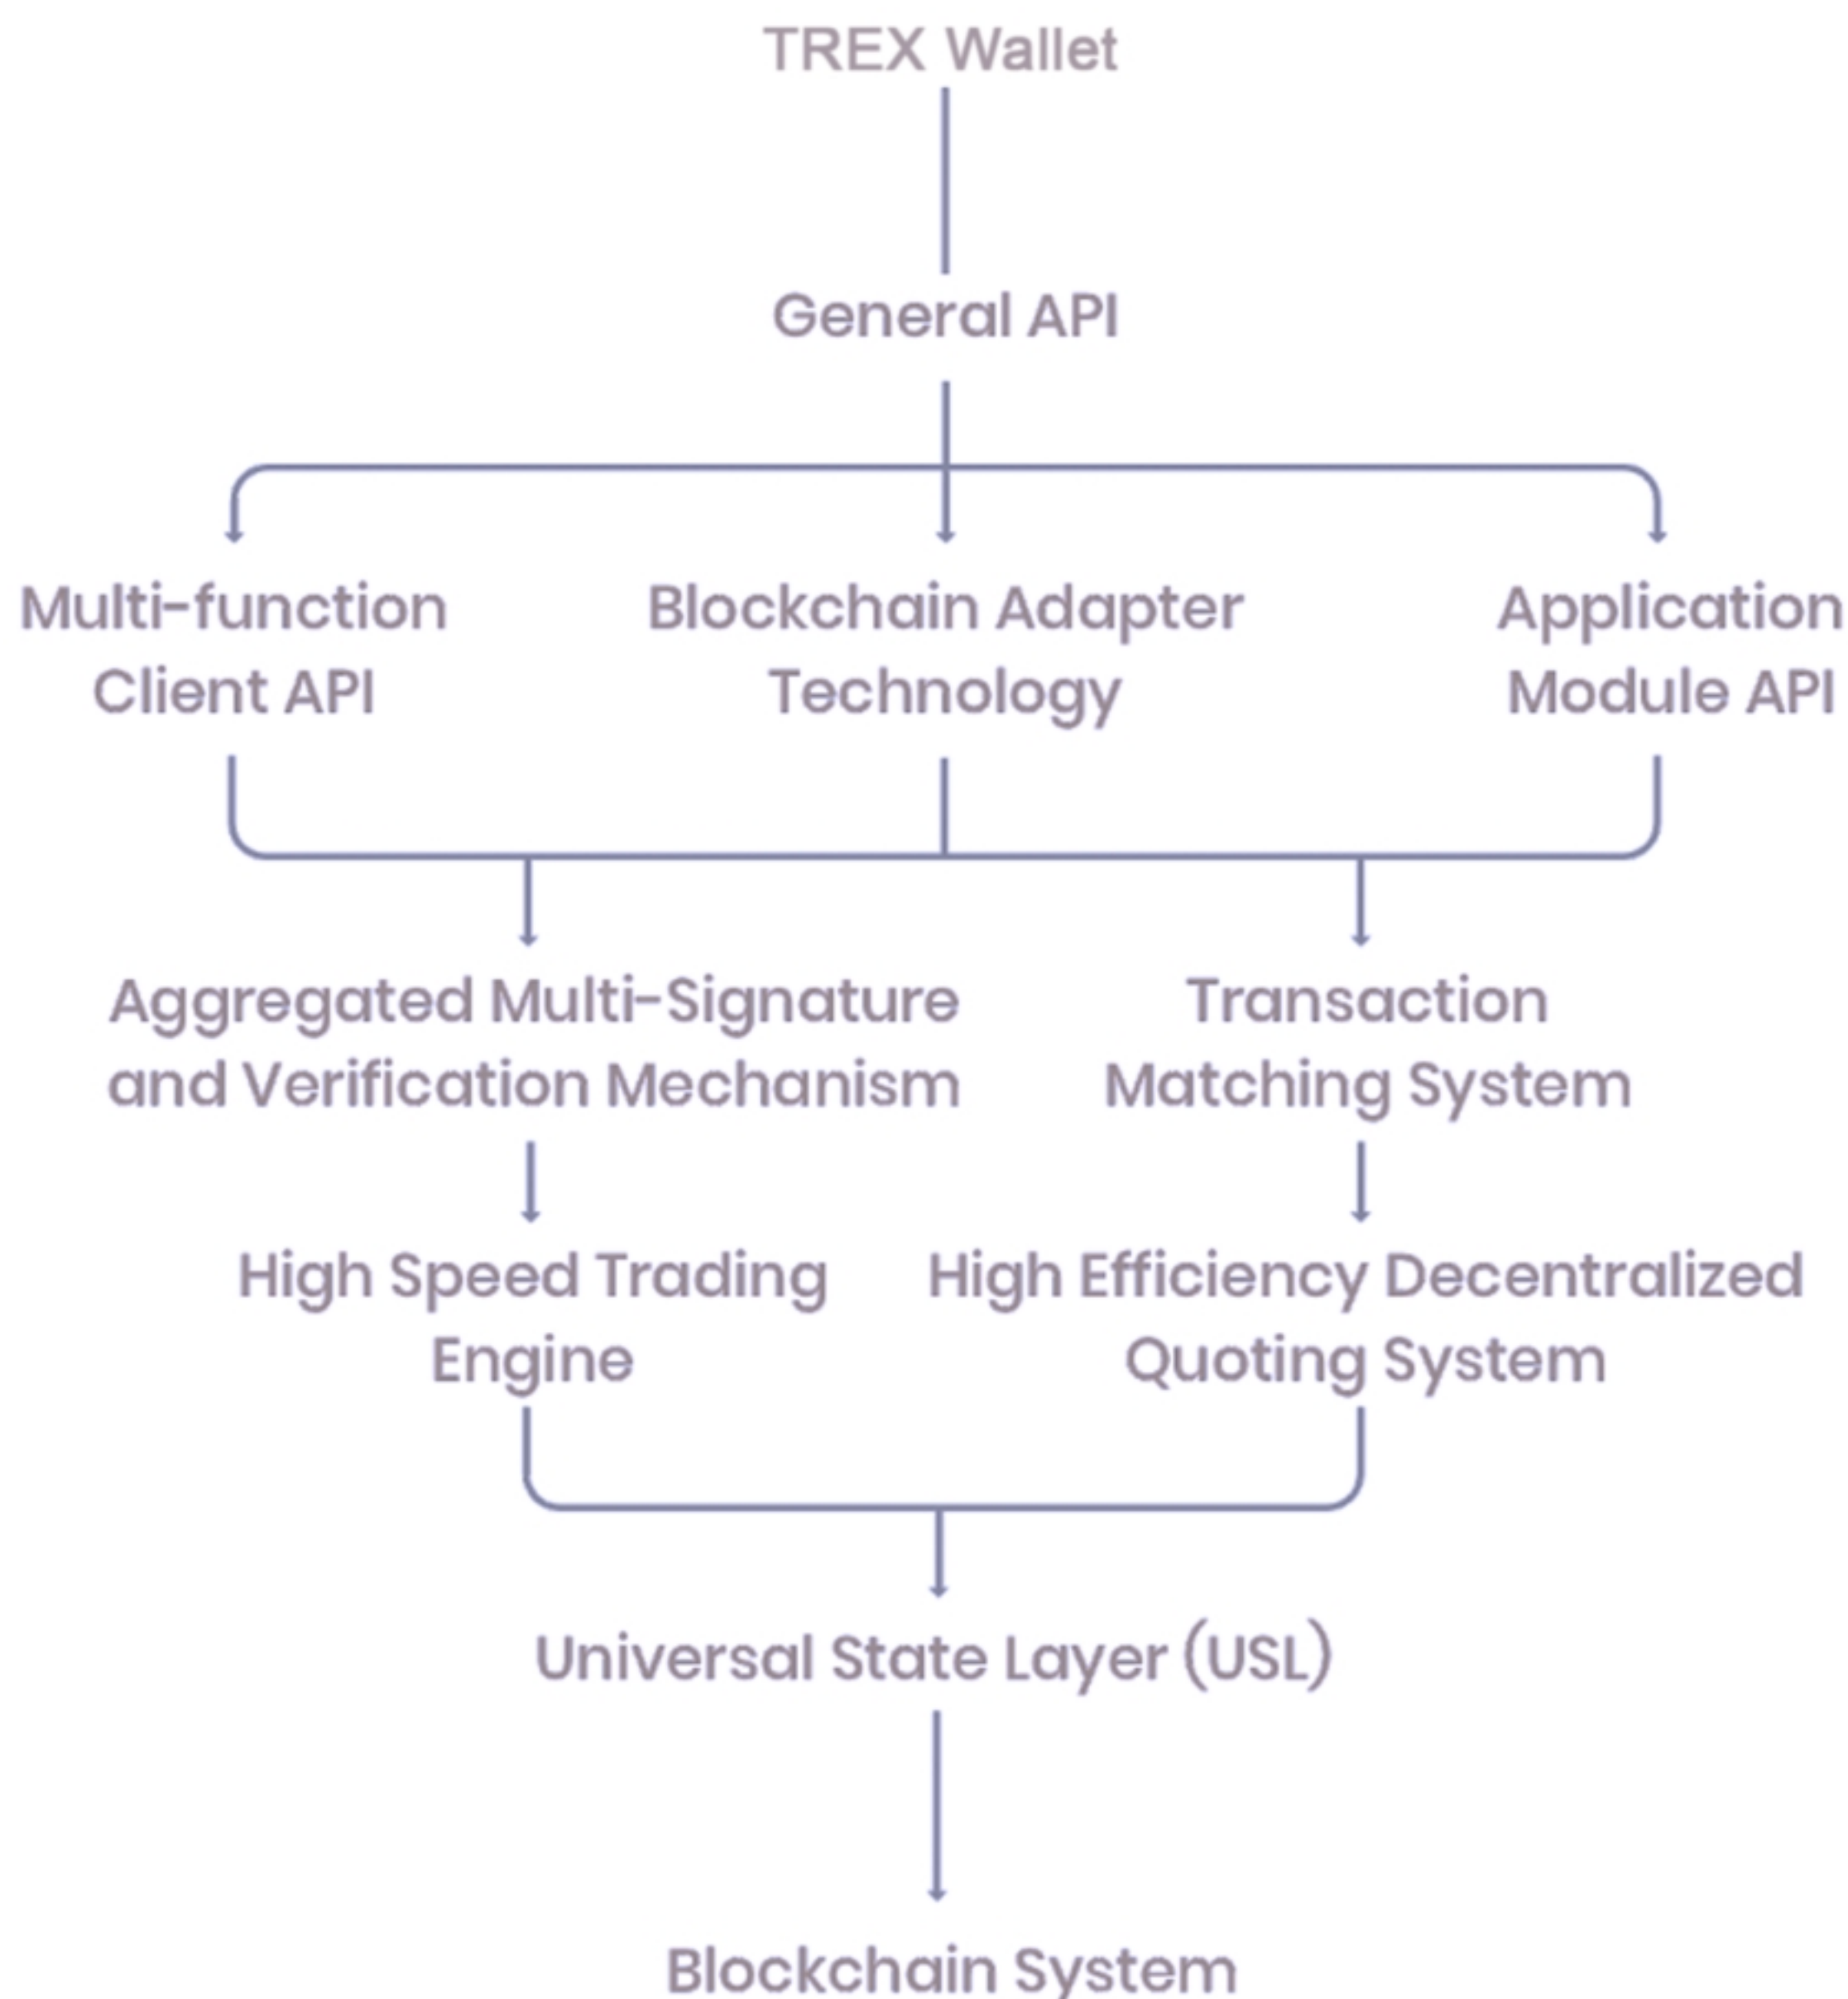 TREX Wallet
General API
Multi-function
Client API
Blockchain Adapter
Technology
Application
Module API
Aggregated Multi-Signature
and Verification Mechanism
Transaction
Matching System
High Speed Trading
Engine
High Efficiency Decentralized
Quoting System
Universal State Layer (USL)
Blockchain System